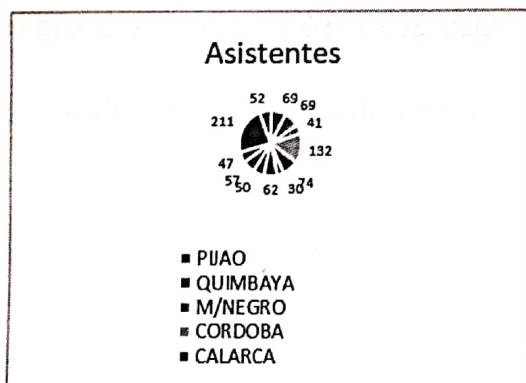 Asistentes
52 69 69
211 41
132
47
57 50 62 30 74
PIJAO
QUIMBAYA
M/NEGRO
CORDOBA
CALARCA